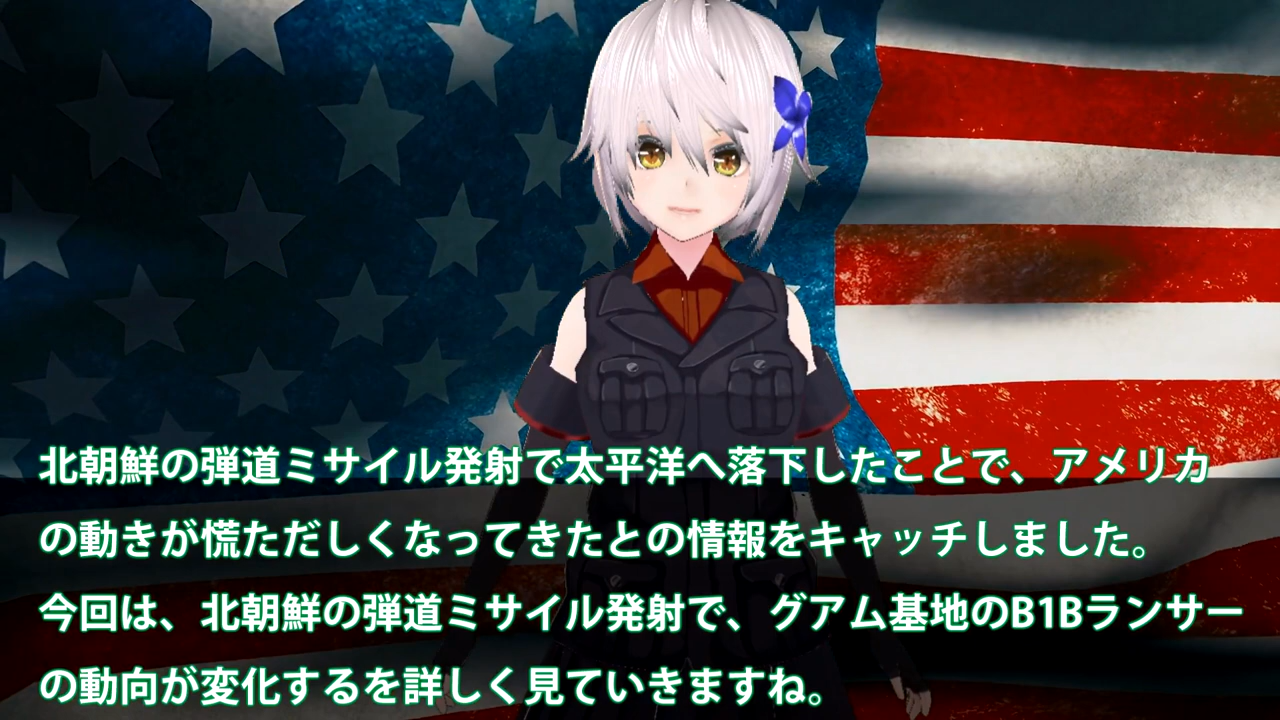 北朝鮮の弾道ミサイル発射で太平洋へ落下したことで、アメリカ
の動きが慌ただしくなってきたとの情報をキャッチしました。
今回は、北朝鮮の弾道ミサイル発射で、グアム基地のB1Bランサー
の動向が変化するを詳しく見ていきますね。